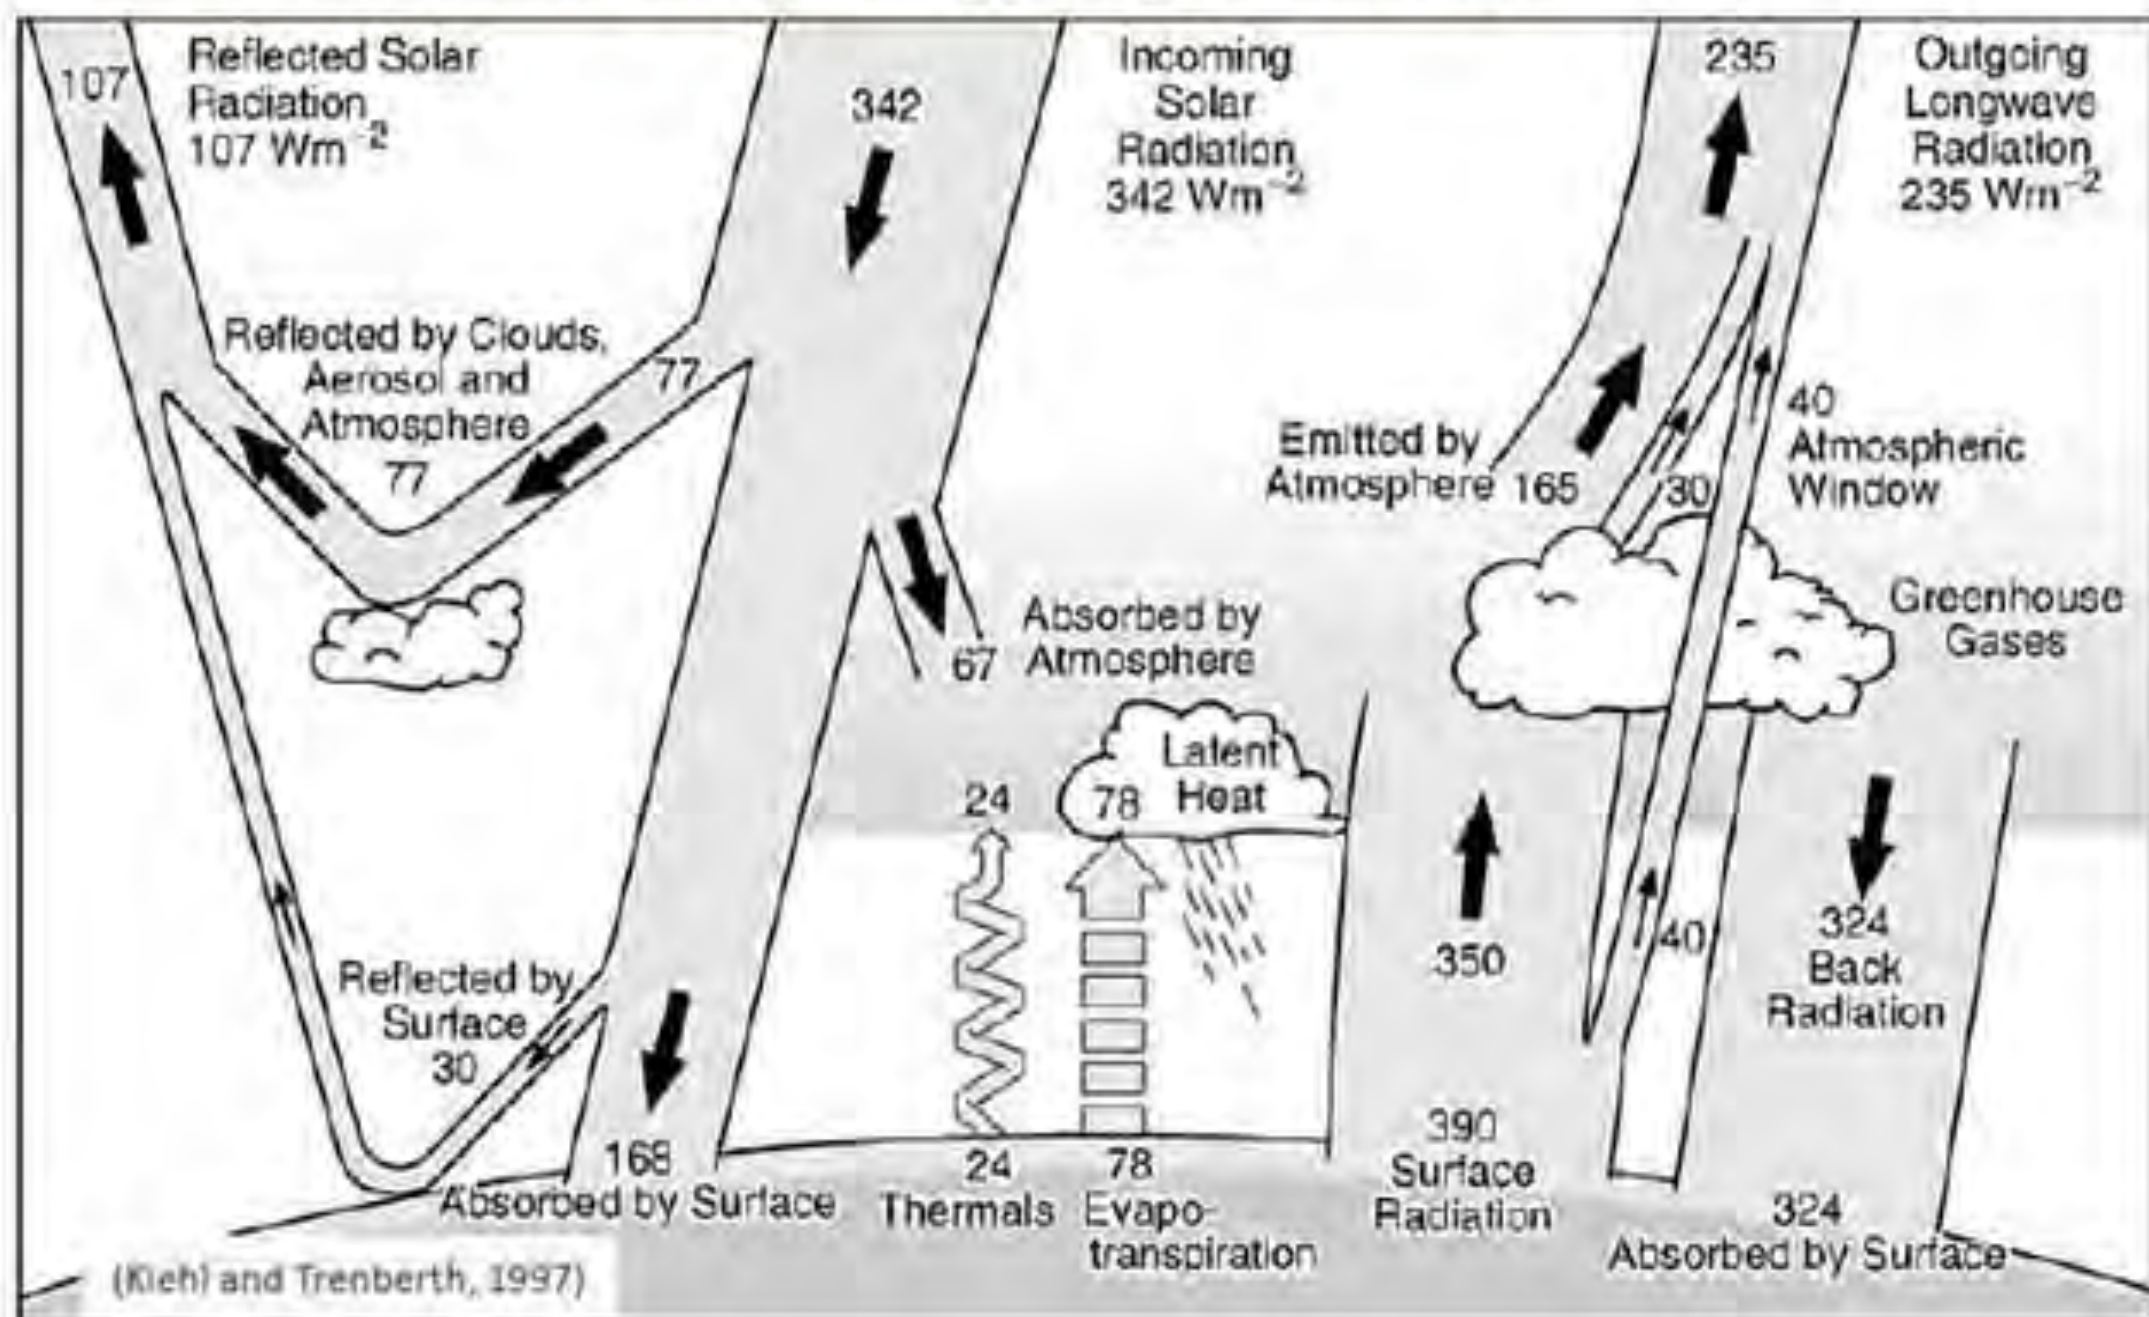 107
Reflected Solar
Radiation
107 Wm⁻²
342
Incoming
Solar
Radiation
342 Wm⁻²
235
Outgoing
Longwave
Radiation
235 Wm⁻²
Reflected by Clouds,
Aerosol and
Atmosphere
77
77
Emitted by
Atmosphere 165
30
40
Atmospheric
Window
Absorbed by
67 Atmosphere
Greenhouse
Gases
Latent
Heat
24
78
350
40
324
Back
Radiation
Reflected by
Surface
30
168
Absorbed by Surface
24
Thermals
78
Evapo-
transpiration
390
Surface
Radiation
324
Absorbed by Surface
(Kiehl and Trenberth, 1997)